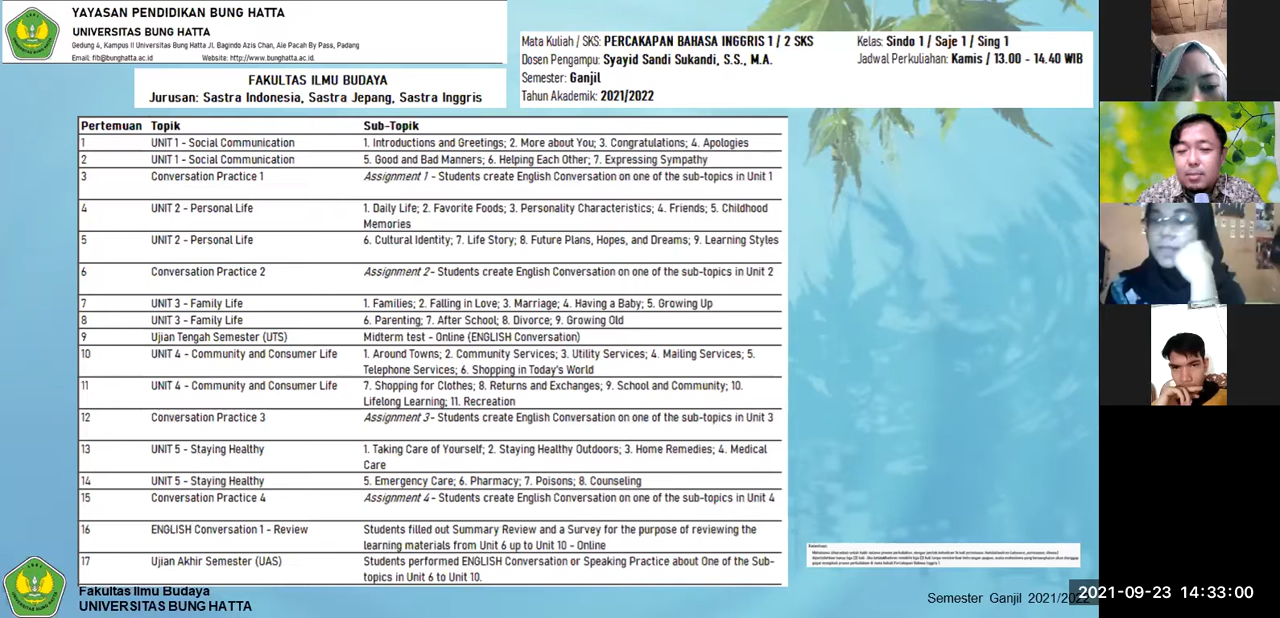 YAYASAN PENDIDIKAN BUNG HATTA
UNIVERSITAS BUNG HATTA
Gedung 4, Kampus II Universitas Bung Hatta Jl, Bagindo Azis Chan, Aie Pacah By Pass, Padang
Email: fib@bunghatta.ac.id Website: http://www.bunghatta.ac.id
FAKULTAS ILMU BUDAYA
Jurusan: Sastra Indonesia, Sastra Jepang, Sastra Inggris
Mata Kuliah / SKS: PERCAKAPAN BAHASA INGGRIS 1 / 2 SKS
Dosen Pengampu: Syayid Sandi Sukandi, S.S., M.A.
Semester: Ganjil
Tahun Akademik: 2021/2022
Kelas: Sindo 1 / Saje 1 / Sing 1
Jadwal Perkuliahan: Kamis / 13.00 - 14.40 WIB
Pertemuan Topik Sub-Topik
1 UNIT 1 - Social Communication 1. Introductions and Greetings; 2. More about You; 3. Congratulations; 4. Apologies
2 UNIT 1 - Social Communication 5. Good and Bad Manners; 6. Helping Each Other; 7. Expressing Sympathy
3 Conversation Practice 1 Assignment 1 - Students create English Conversation on one of the sub-topics in Unit 1
4 UNIT 2 - Personal Life 1. Daily Life; 2. Favorite Foods; 3. Personality Characteristics; 4. Friends; 5. Childhood
Memories
5 UNIT 2 - Personal Life 6. Cultural Identity; 7. Life Story; 8. Future Plans, Hopes, and Dreams; 9. Learning Styles
6 Conversation Practice 2 Assignment 2- Students create English Conversation on one of the sub-topics in Unit 2
7 UNIT 3 - Family Life 1. Families; 2. Falling in Love; 3. Marriage; 4. Having a Baby; 5. Growing Up
8 UNIT 3 - Family Life 6. Parenting; 7. After School; 8. Divorce; 9. Growing Old
9 Ujian Tengah Semester (UTS) Midterm test - Online (ENGLISH Conversation)
10 UNIT 4 - Community and Consumer Life 1. Around Towns; 2. Community Services; 3. Utility Services; 4. Mailing Services; 5.
Telephone Services; 6. Shopping in Today's World
11 UNIT 4 - Community and Consumer Life 7. Shopping for Clothes; 8. Returns and Exchanges; 9. School and Community; 10.
Lifelong Learning; 11. Recreation
12 Conversation Practice 3 Assignment 3- Students create English Conversation on one of the sub-topics in Unit 3
13 UNIT 5 - Staying Healthy 1. Taking Care of Yourself; 2. Staying Healthy Outdoors; 3. Home Remedies; 4. Medical
Care
14 UNIT 5 - Staying Healthy 5. Emergency Care; 6. Pharmacy; 7. Poisons; 8. Counseling
15 Conversation Practice 4 Assignment 4- Students create English Conversation on one of the sub-topics in Unit 4
16 ENGLISH Conversation 1 - Review Students filled out Summary Review and a Survey for the purpose of reviewing the
learning materials from Unit 6 up to Unit 10 - Online
17 Ujian Akhir Semester (UAS) Students performed ENGLISH Conversation or Speaking Practice about One of the Sub-
topics in Unit 6 to Unit 10.
Fakultas Ilmu Budaya
UNIVERSITAS BUNG HATTA
Semester Ganjil 2021/2022
2021-09-23 14:33:00